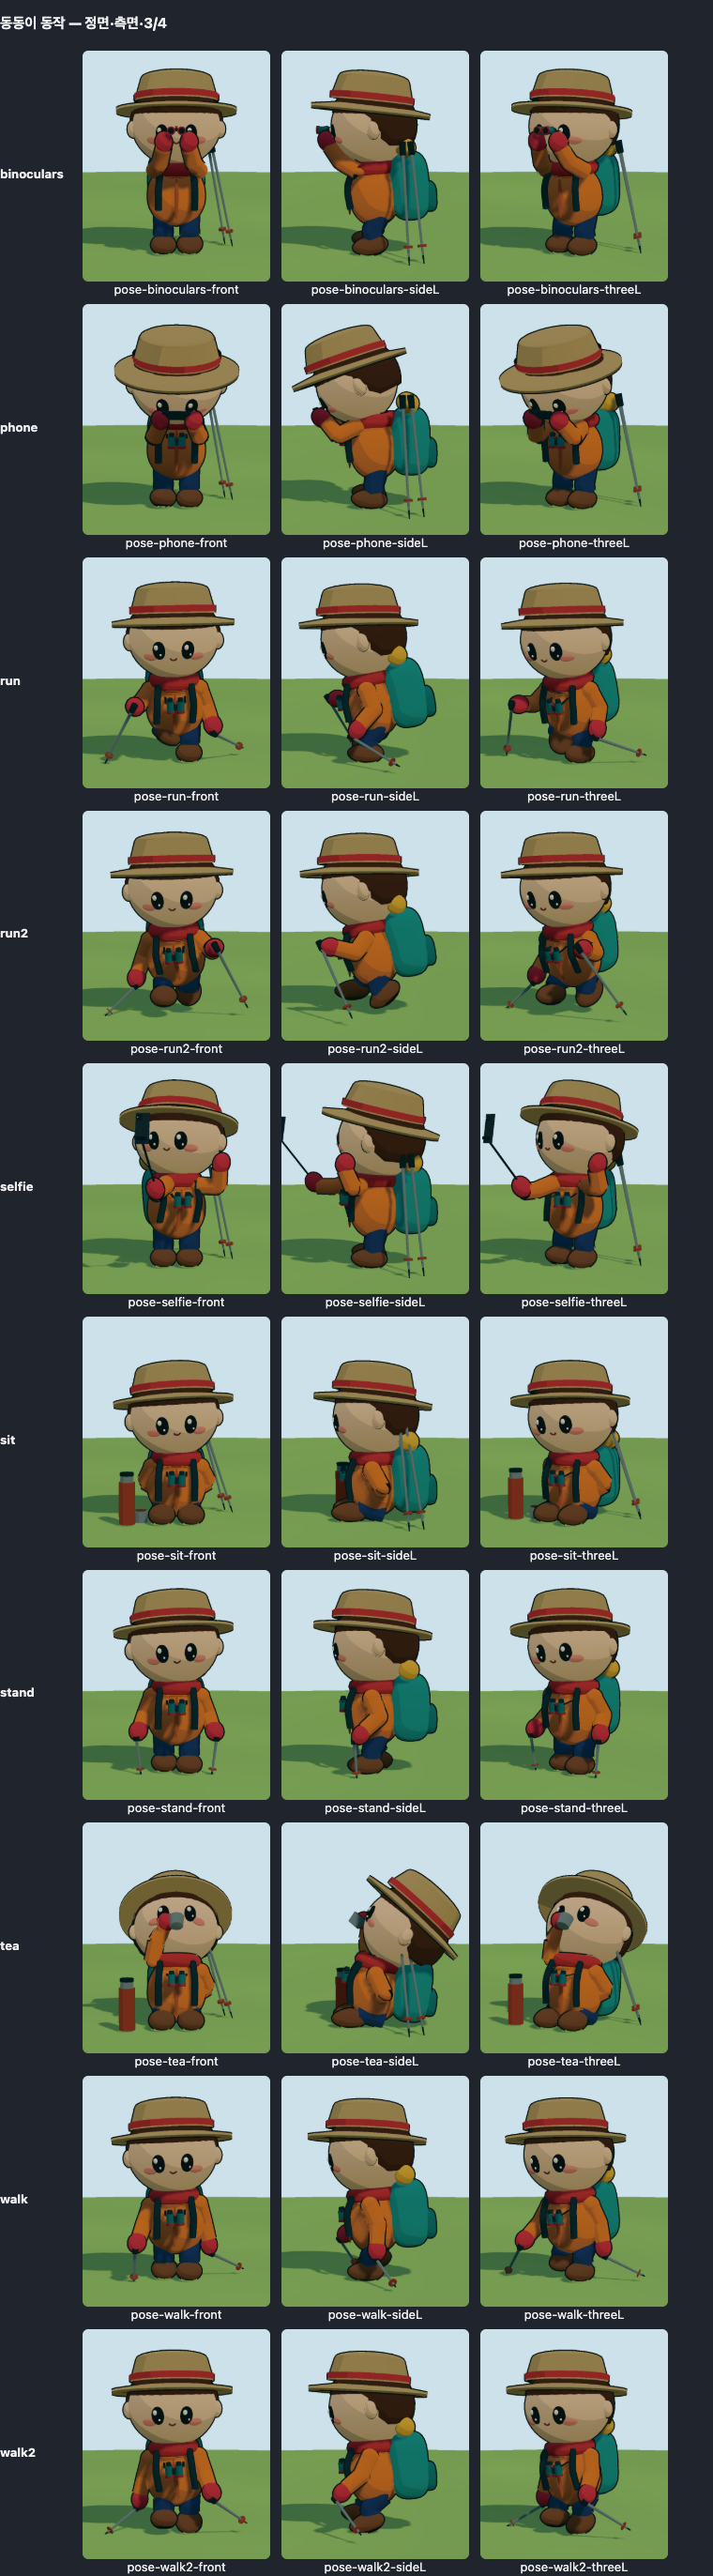 동동이 동작 — 정면·측면·3/4
binoculars
pose-binoculars-front
pose-binoculars-sideL
pose-binoculars-threeL
phone
pose-phone-front
pose-phone-sideL
pose-phone-threeL
run
pose-run-front
pose-run-sideL
pose-run-threeL
run2
pose-run2-front
pose-run2-sideL
pose-run2-threeL
selfie
pose-selfie-front
pose-selfie-sideL
pose-selfie-threeL
sit
pose-sit-front
pose-sit-sideL
pose-sit-threeL
stand
pose-stand-front
pose-stand-sideL
pose-stand-threeL
tea
pose-tea-front
pose-tea-sideL
pose-tea-threeL
walk
pose-walk-front
pose-walk-sideL
pose-walk-threeL
walk2
pose-walk2-front
pose-walk2-sideL
pose-walk2-threeL